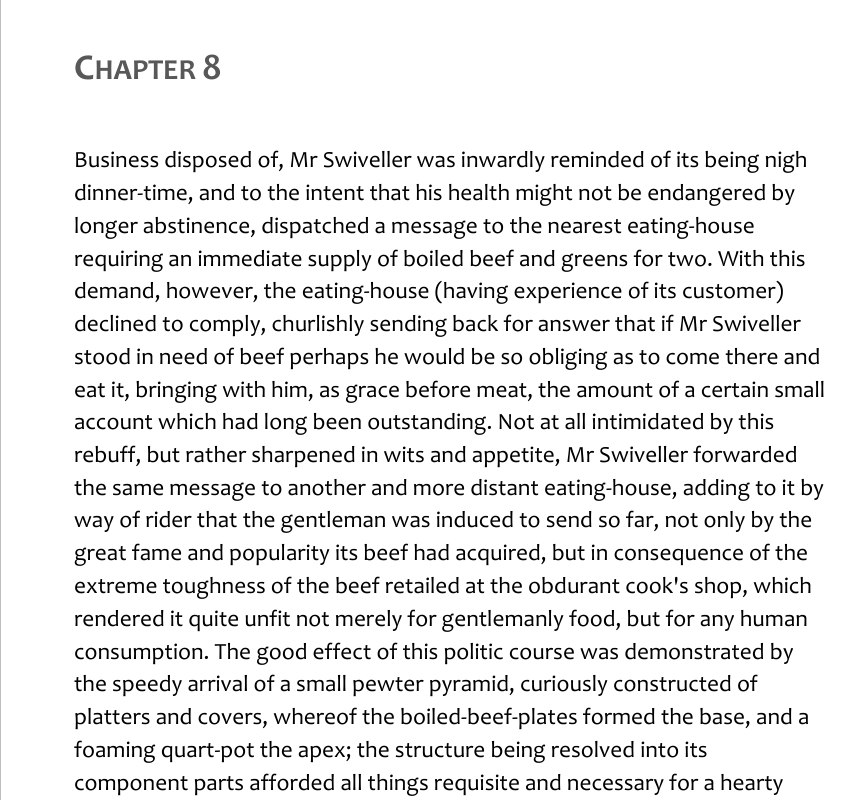 CHAPTER 8
Business disposed of, Mr Swiveller was inwardly reminded of its being nigh
dinner-time, and to the intent that his health might not be endangered by
longer abstinence, dispatched a message to the nearest eating-house
requiring an immediate supply of boiled beef and greens for two. With this
demand, however, the eating-house (having experience of its customer)
declined to comply, churlishly sending back for answer that if Mr Swiveller
stood in need of beef perhaps he would be so obliging as to come there and
eat it, bringing with him, as grace before meat, the amount of a certain small
account which had long been outstanding. Not at all intimidated by this
rebuff, but rather sharpened in wits and appetite, Mr Swiveller forwarded
the same message to another and more distant eating-house, adding to it by
way of rider that the gentleman was induced to send so far, not only by the
great fame and popularity its beef had acquired, but in consequence of the
extreme toughness of the beef retailed at the obdurant cook's shop, which
rendered it quite unfit not merely for gentlemanly food, but for any human
consumption. The good effect of this politic course was demonstrated by
the speedy arrival of a small pewter pyramid, curiously constructed of
platters and covers, whereof the boiled-beef-plates formed the base, and a
foaming quart-pot the apex; the structure being resolved into its
component parts afforded all things requisite and necessary for a hearty